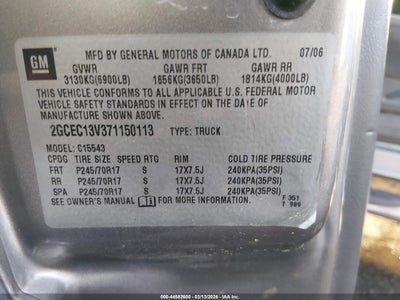 GM
MFD BY GENERAL MOTORS OF CANADA LTD. 07/06
GVWR GAWR FRT GAWR RR
3130KG(6900LB) 1656KG(3650LB) 1814KG(4000LB)
THIS VEHICLE CONFORMS TO ALL APPLICABLE U.S. FEDERAL MOTOR
VEHICLE SAFETY STANDARDS IN EFFECT ON THE DATE OF
MANUFACTURE SHOWN ABOVE.
2GCEC13V371150113 TYPE: TRUCK
MODEL: C15543
CPDG TIRE SIZE SPEED RTG RIM COLD TIRE PRESSURE
FRT P245/70R17 S 17X7.5J 240KPA(35PSI)
RR P245/70R17 S 17X7.5J 240KPA(35PSI)
SPA P245/70R17 S 17X7.5J 240KPA(35PSI)
SEE OWNER'S MANUAL FOR MORE INFORMATION. F 351
T 989
000-44582600 - 03/13/2026 - IAA Inc.